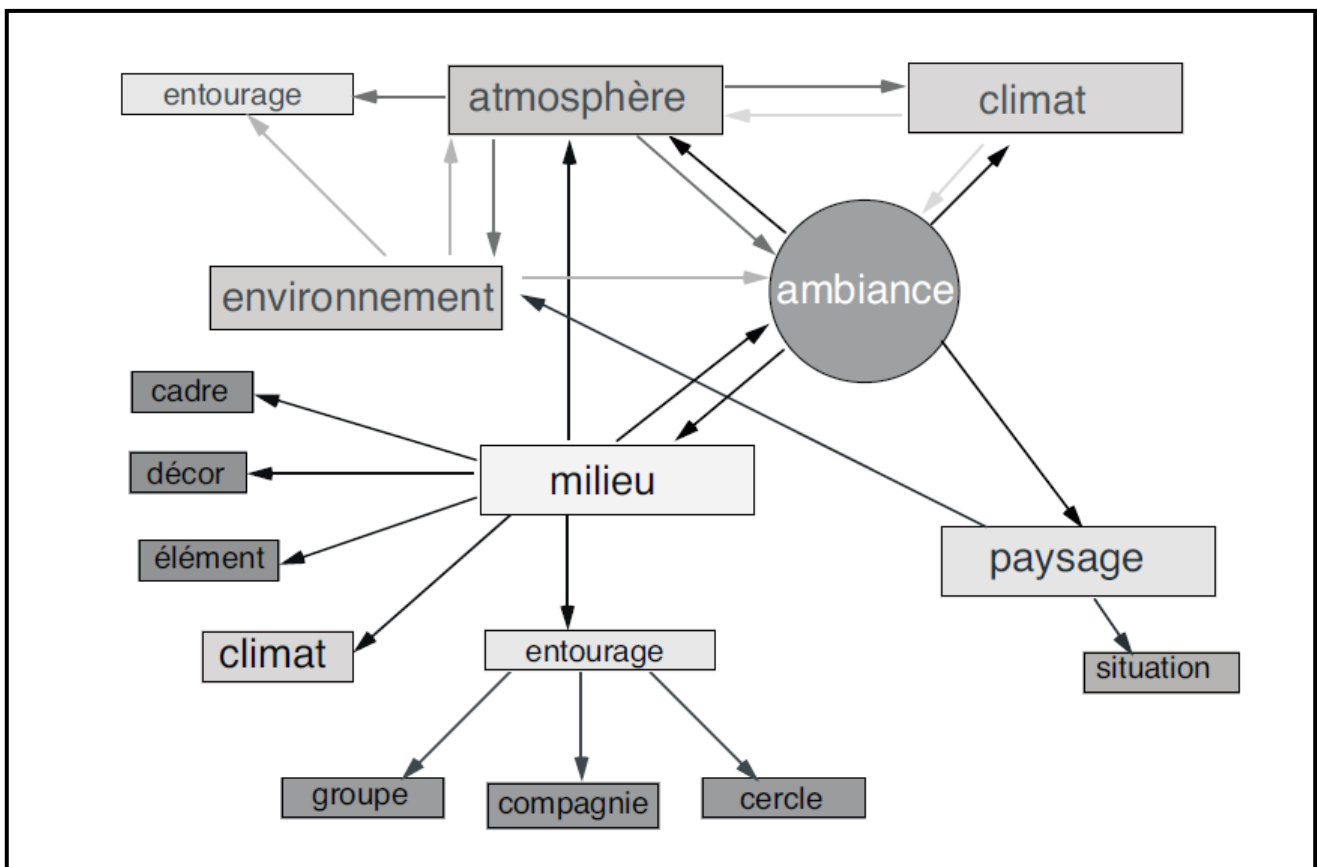 entourage
atmosphère
climat
environnement
ambiance
cadre
décor
milieu
élément
paysage
climat
entourage
situation
groupe
compagnie
cercle